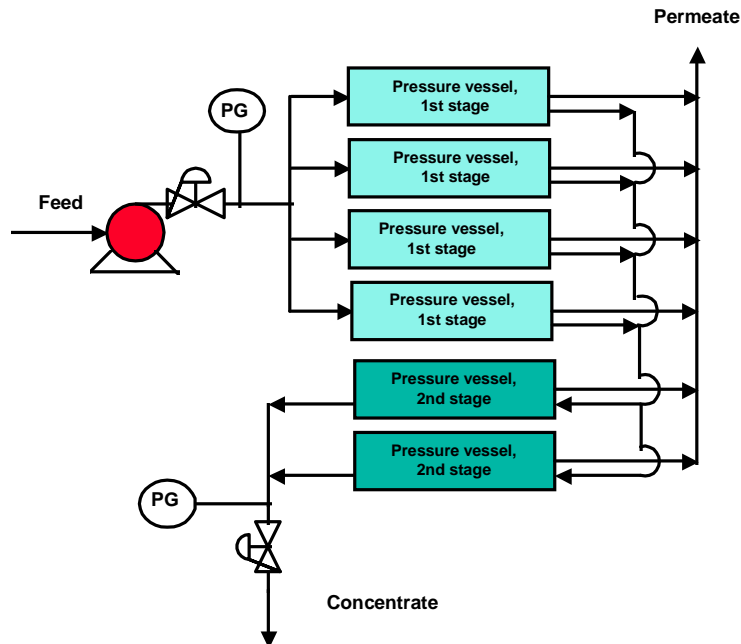 Permeate
Pressure vessel,
1st stage
PG
Pressure vessel,
1st stage
Feed
Pressure vessel,
1st stage
Pressure vessel,
1st stage
Pressure vessel,
2nd stage
Pressure vessel,
2nd stage
PG
Concentrate